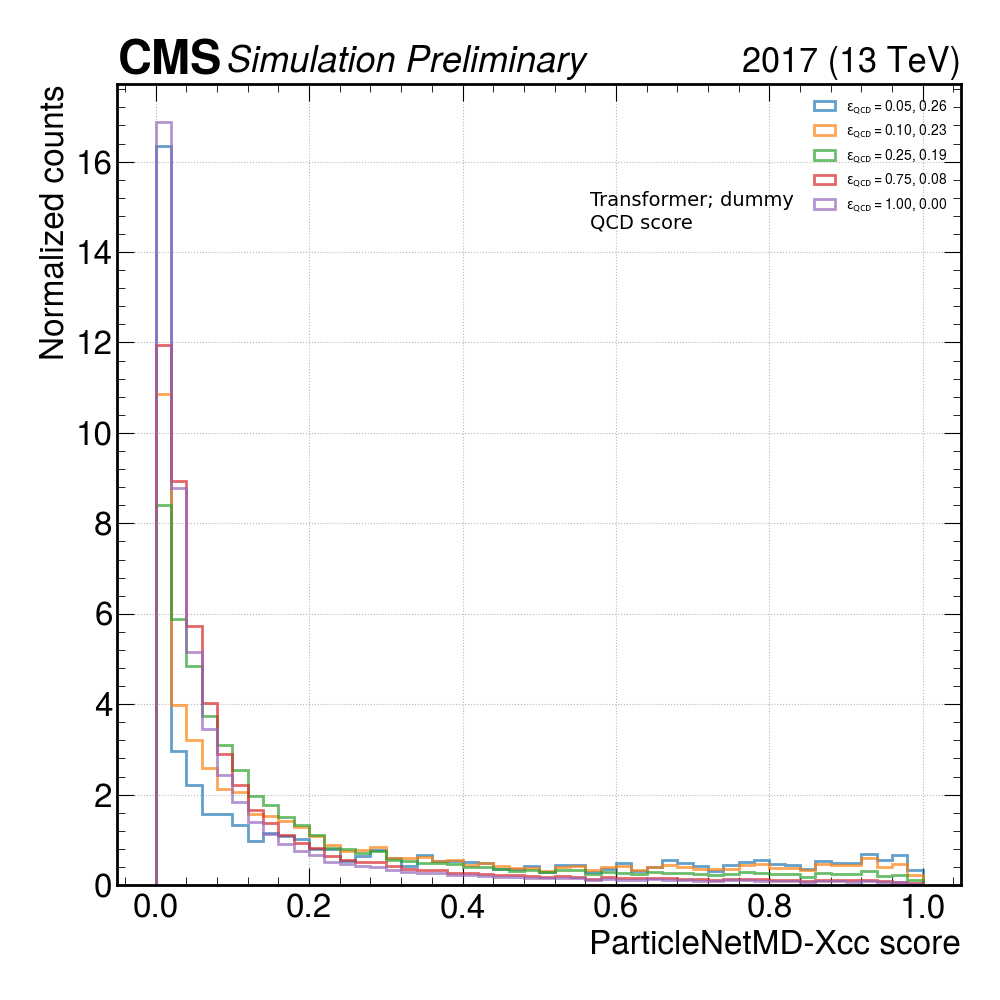 CMS Simulation Preliminary 2017 (13 TeV)
Normalized counts
εQCD = 0.05, 0.26
εQCD = 0.10, 0.23
εQCD = 0.25, 0.19
εQCD = 0.75, 0.08
εQCD = 1.00, 0.00
Transformer; dummy
QCD score
16
14
12
10
8
6
4
2
0
0.0 0.2 0.4 0.6 0.8 1.0
ParticleNetMD-Xcc score